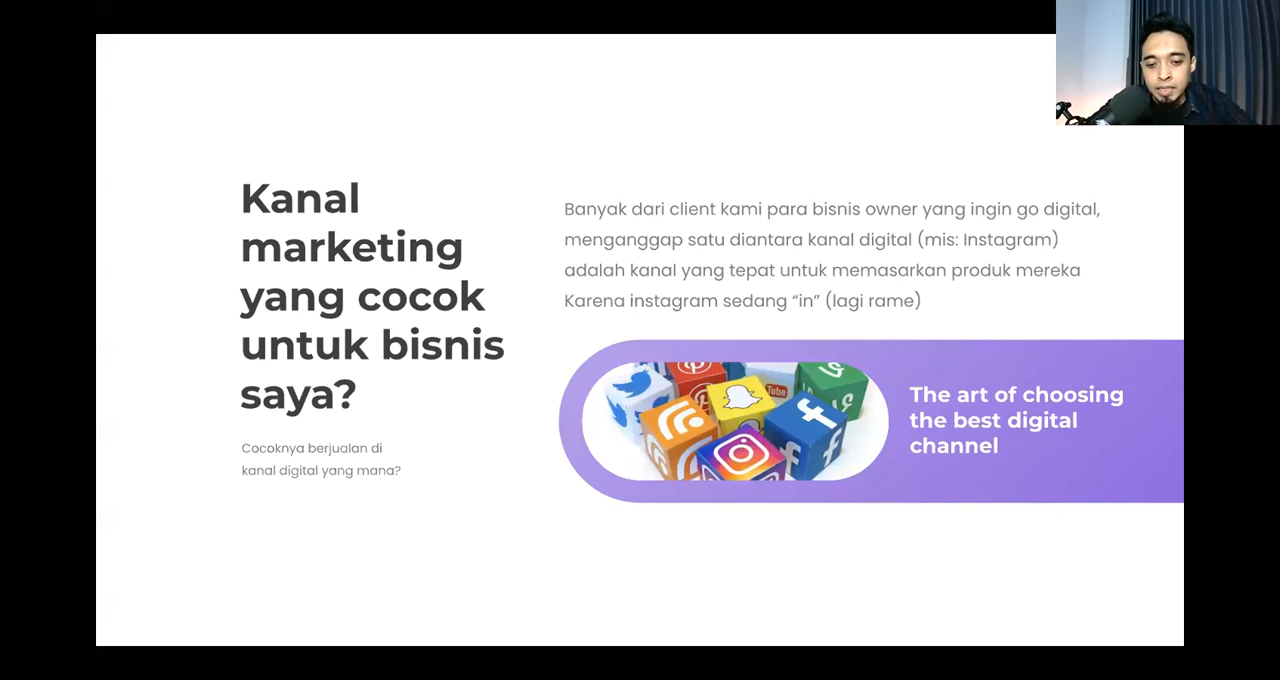 Kanal
marketing
yang cocok
untuk bisnis
saya?
Cocoknya berjualan di
kanal digital yang mana?
Banyak dari client kami para bisnis owner yang ingin go digital,
menganggap satu diantara kanal digital (mis: Instagram)
adalah kanal yang tepat untuk memasarkan produk mereka
Karena instagram sedang “in” (lagi rame)
Tube
The art of choosing
the best digital
channel